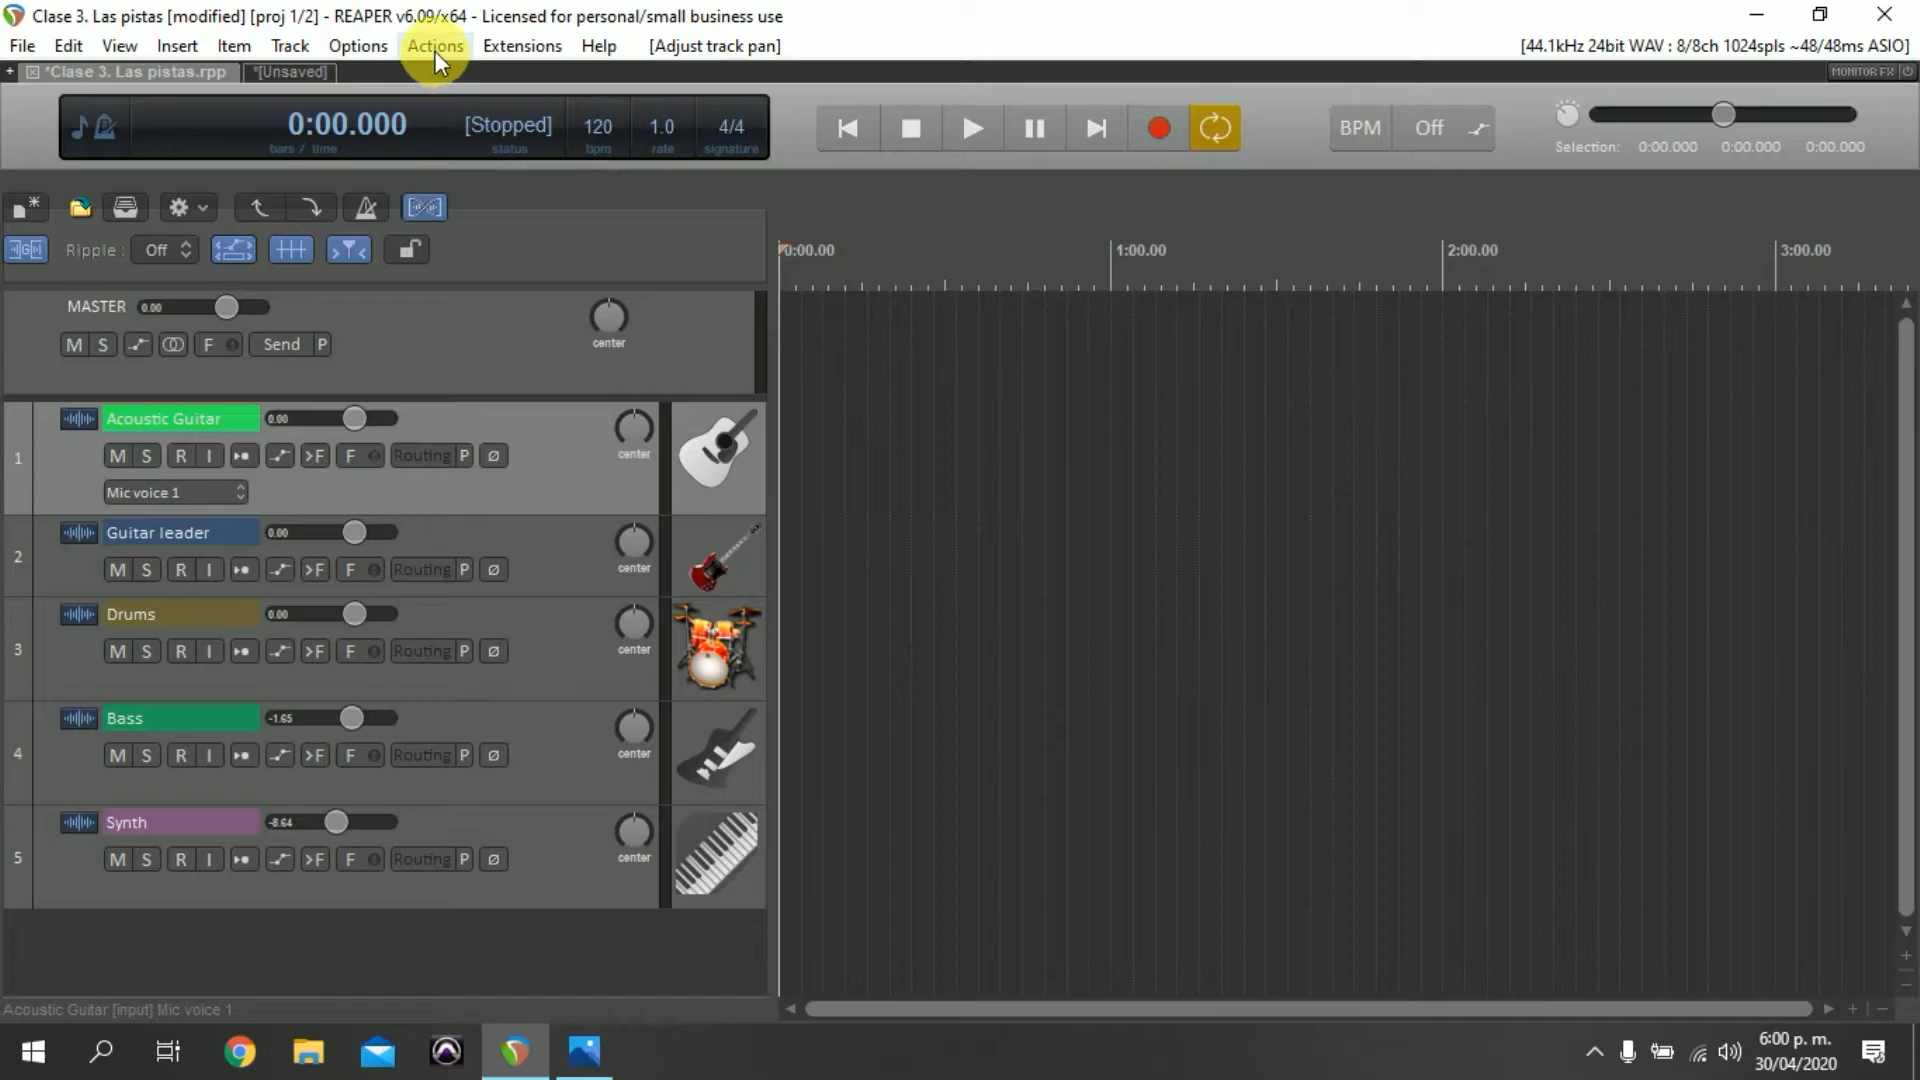 Clase 3. Las pistas [modified] [proj 1/2] - REAPER v6.09/x64 - Licensed for personal/small business use
File Edit View Insert Item Track Options Actions Extensions Help [Adjust track pan] [44.1kHz 24bit WAV : 8/8ch 1024spls ~48/48ms ASIO]
+ *Clase 3. Las pistas.rpp *[Unsaved] MONITOR FX
0:00.000 [Stopped] 120 1.0 4/4 BPM Off
bars / time status bpm rate signature Selection: 0:00.000 0:00.000 0:00.000
Ripple : Off 0:00.00 1:00.00 2:00.00 3:00.00
MASTER 0.00
center
M S F Send P
1 Acoustic Guitar 0.00
center
M S R I >F F Routing P Ø
Mic voice 1
2 Guitar leader 0.00
center
M S R I >F F Routing P Ø
3 Drums 0.00
center
M S R I >F F Routing P Ø
4 Bass -1.65
center
M S R I >F F Routing P Ø
5 Synth -8.64
center
M S R I >F F Routing P Ø
Acoustic Guitar [input] Mic voice 1
6:00 p. m.
30/04/2020